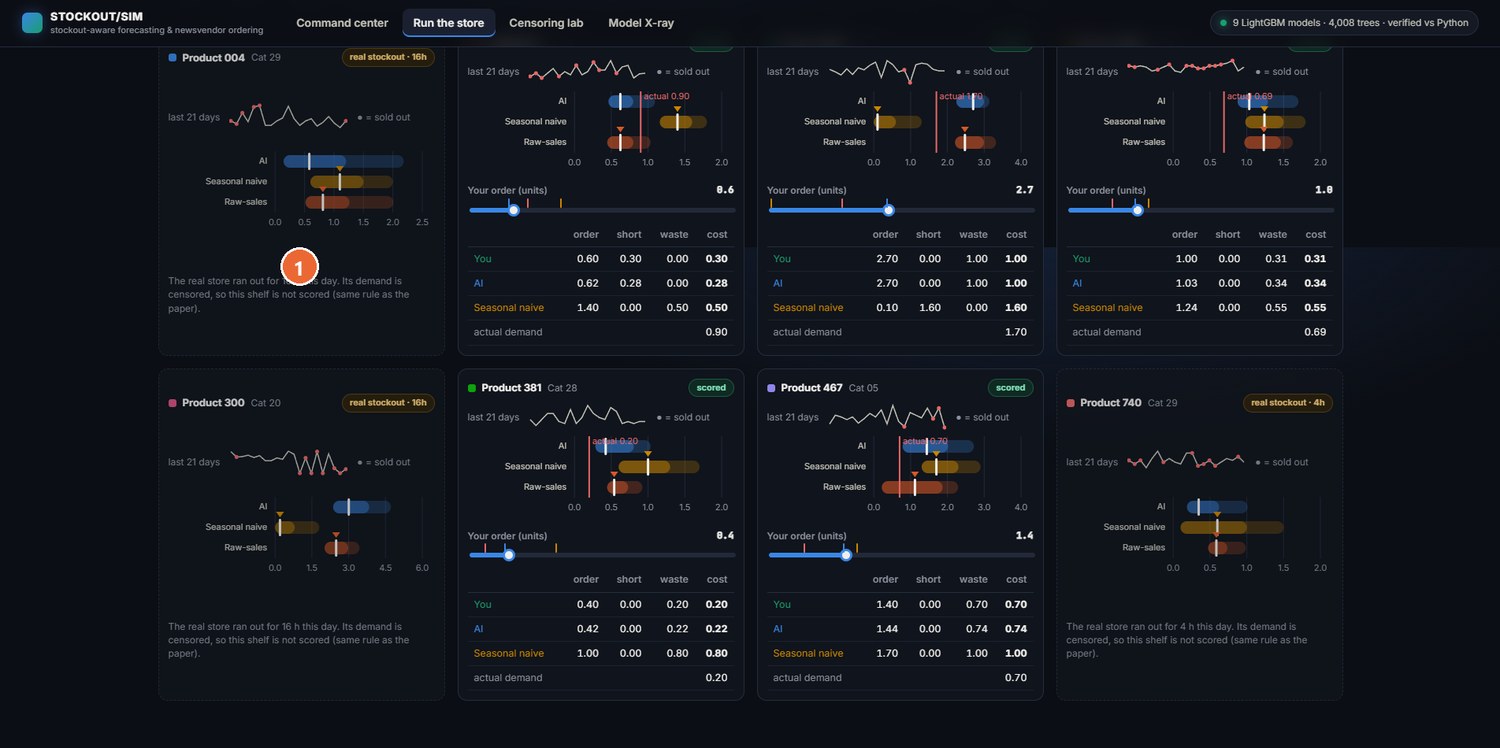 STOCKOUT/SIM
stockout-aware forecasting & newsvendor ordering
Command center
Run the store
Censoring lab
Model X-ray
9 LightGBM models · 4,008 trees · verified vs Python
Product 004 Cat 29
real stockout · 16h
last 21 days
= sold out
AI
Seasonal naive
Raw-sales
0.0 0.5 1.0 1.5 2.0 2.5
1
The real store ran out for day. Its demand is
censored, so this shelf is not scored (same rule as the
paper).
last 21 days
= sold out
actual 0.90
AI
Seasonal naive
Raw-sales
0.0 0.5 1.0 1.5 2.0
Your order (units) 0.6
order short waste cost
You 0.60 0.30 0.00 0.30
AI 0.62 0.28 0.00 0.28
Seasonal naive 1.40 0.00 0.50 0.50
actual demand 0.90
last 21 days
= sold out
actual 1.70
AI
Seasonal naive
Raw-sales
0.0 1.0 2.0 3.0 4.0
Your order (units) 2.7
order short waste cost
You 2.70 0.00 1.00 1.00
AI 2.70 0.00 1.00 1.00
Seasonal naive 0.10 1.60 0.00 1.60
actual demand 1.70
last 21 days
= sold out
actual 0.69
AI
Seasonal naive
Raw-sales
0.0 0.5 1.0 1.5 2.0
Your order (units) 1.0
order short waste cost
You 1.00 0.00 0.31 0.31
AI 1.03 0.00 0.34 0.34
Seasonal naive 1.24 0.00 0.55 0.55
actual demand 0.69
Product 300 Cat 20
real stockout · 16h
last 21 days
= sold out
AI
Seasonal naive
Raw-sales
0.0 1.5 3.0 4.5 6.0
The real store ran out for 16 h this day. Its demand is
censored, so this shelf is not scored (same rule as the
paper).
Product 381 Cat 28
scored
last 21 days
= sold out
actual 0.20
AI
Seasonal naive
Raw-sales
0.0 0.5 1.0 1.5 2.0
Your order (units) 0.4
order short waste cost
You 0.40 0.00 0.20 0.20
AI 0.42 0.00 0.22 0.22
Seasonal naive 1.00 0.00 0.80 0.80
actual demand 0.20
Product 467 Cat 05
scored
last 21 days
= sold out
actual 0.70
AI
Seasonal naive
Raw-sales
0.0 1.0 2.0 3.0 4.0
Your order (units) 1.4
order short waste cost
You 1.40 0.00 0.70 0.70
AI 1.44 0.00 0.74 0.74
Seasonal naive 1.70 0.00 1.00 1.00
actual demand 0.70
Product 740 Cat 29
real stockout · 4h
last 21 days
= sold out
AI
Seasonal naive
Raw-sales
0.0 0.5 1.0 1.5 2.0
The real store ran out for 4 h this day. Its demand is
censored, so this shelf is not scored (same rule as the
paper).